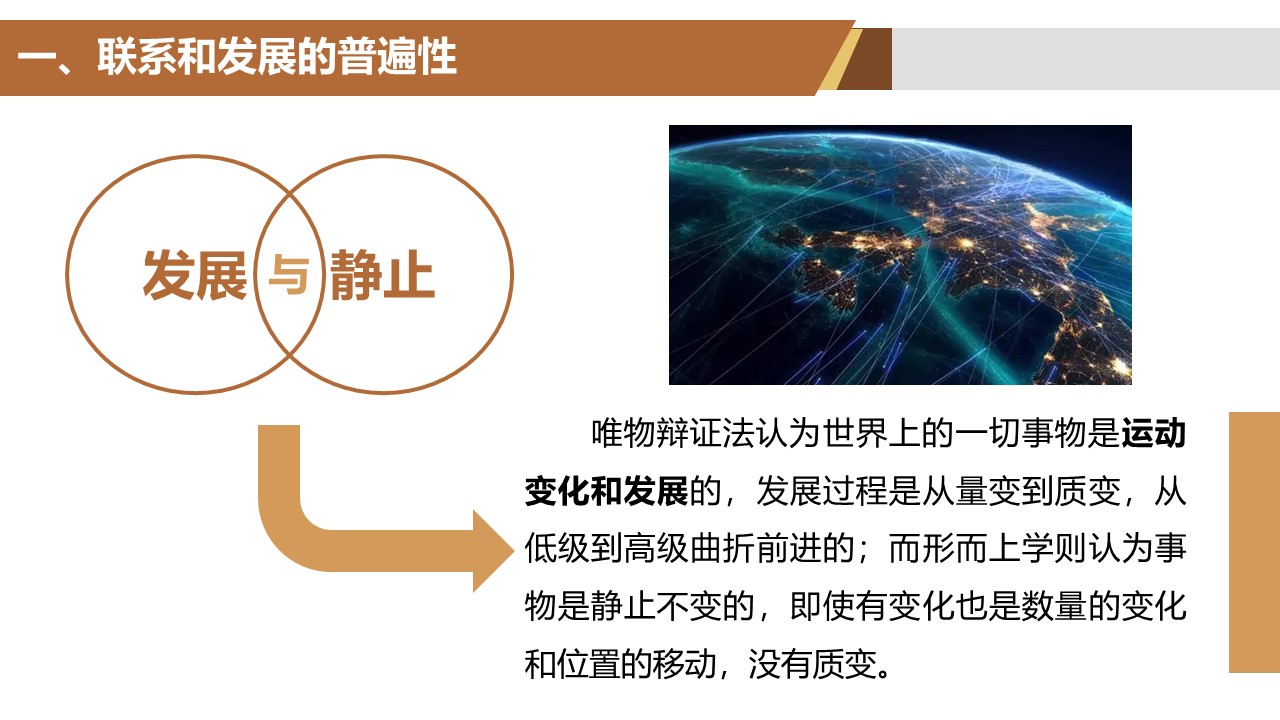 一、联系和发展的普遍性
发展与静止
唯物辩证法认为世界上的一切事物是运动
变化和发展的，发展过程是从量变到质变，从
低级到高级曲折前进的；而形而上学则认为事
物是静止不变的，即使有变化也是数量的变化
和位置的移动，没有质变。